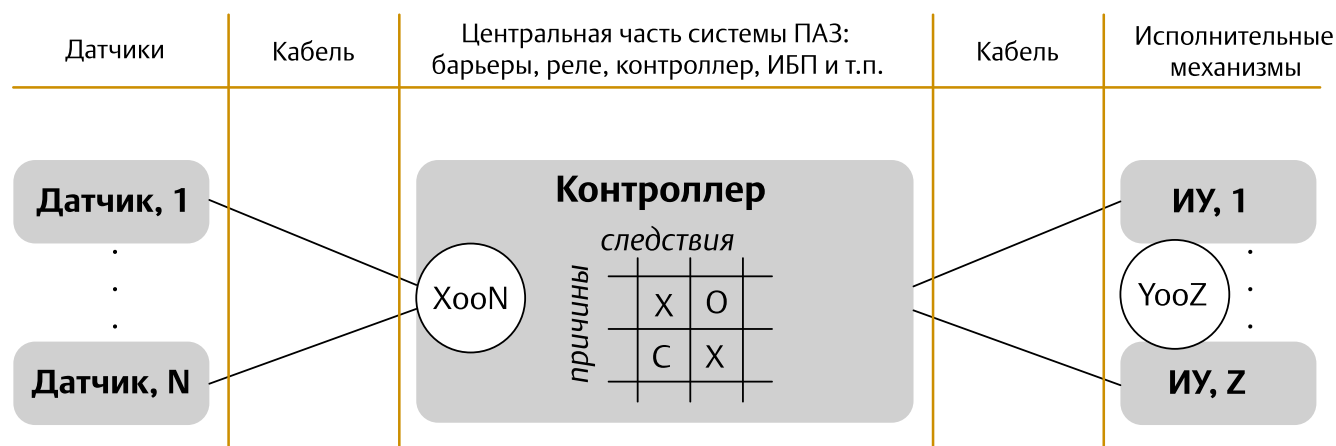 Датчики
Кабель
Центральная часть системы ПАЗ:
барьеры, реле, контроллер, ИБП и т.п.
Кабель
Исполнительные
механизмы
Датчик, 1
Датчик, N
XooN
Контроллер
следствия
причины
X O
C X
ИУ, 1
YooZ
ИУ, Z